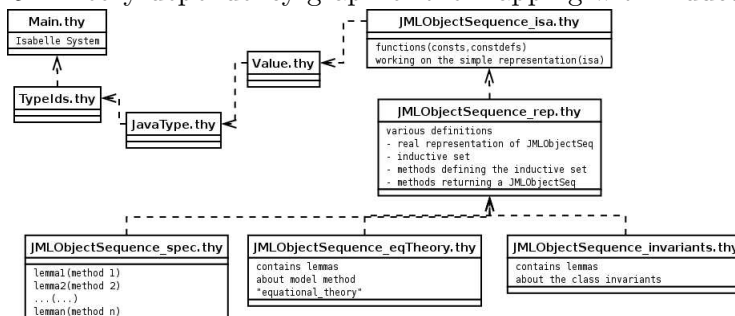 Main.thy
Isabelle System
JMLObjectSequence_isa.thy
functions(consts,constdefs)
working on the simple representation(isa)
Value.thy
TypeIds.thy
JavaType.thy
JMLObjectSequence_rep.thy
various definitions
- real representation of JMLObjectSeq
- inductive set
- methods defining the inductive set
- methods returning a JMLObjectSeq
JMLObjectSequence_spec.thy
lemma1(method 1)
lemma2(method 2)
...(...)
lemman(method n)
JMLObjectSequence_eqTheory.thy
contains lemmas
about model method
"equational_theory"
JMLObjectSequence_invariants.thy
contains lemmas
about the class invariants